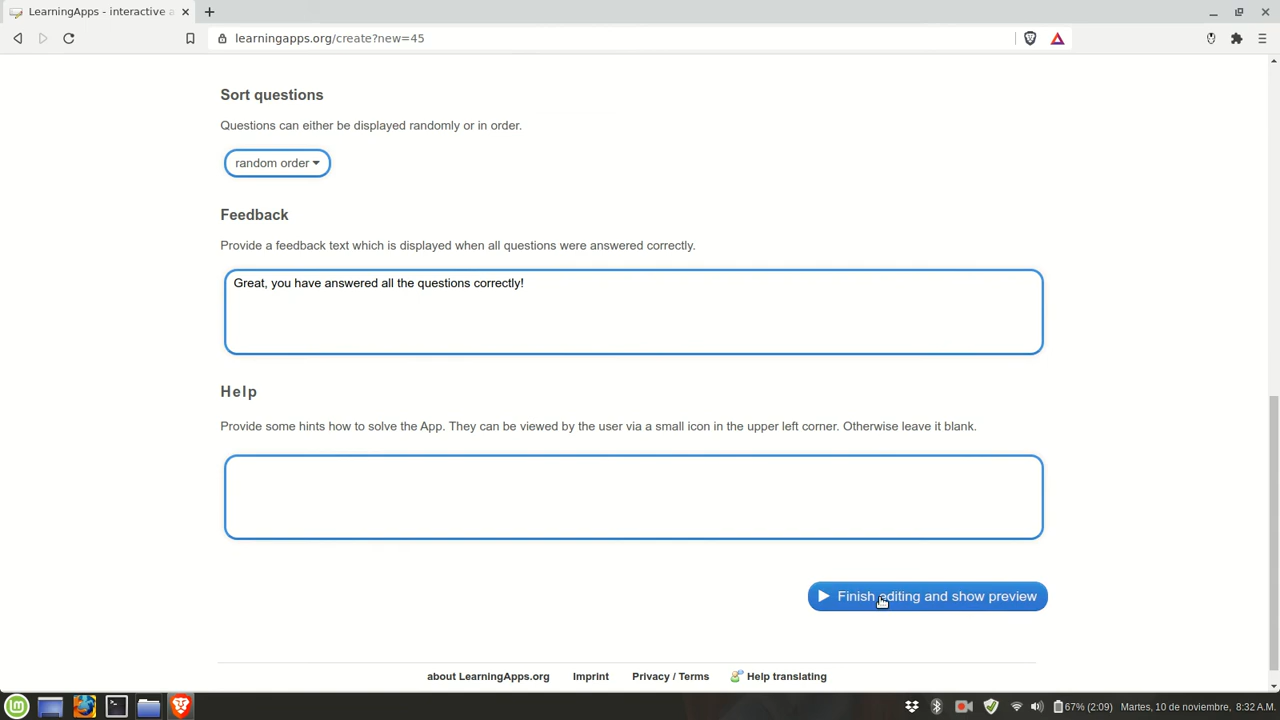 LearningApps - interactive a
learningapps.org/create?new=45
Sort questions
Questions can either be displayed randomly or in order.
random order
Feedback
Provide a feedback text which is displayed when all questions were answered correctly.
Great, you have answered all the questions correctly!
Help
Provide some hints how to solve the App. They can be viewed by the user via a small icon in the upper left corner. Otherwise leave it blank.
Finish editing and show preview
about LearningApps.org Imprint Privacy / Terms Help translating
67% (2:09) Martes, 10 de noviembre, 8:32 A.M.